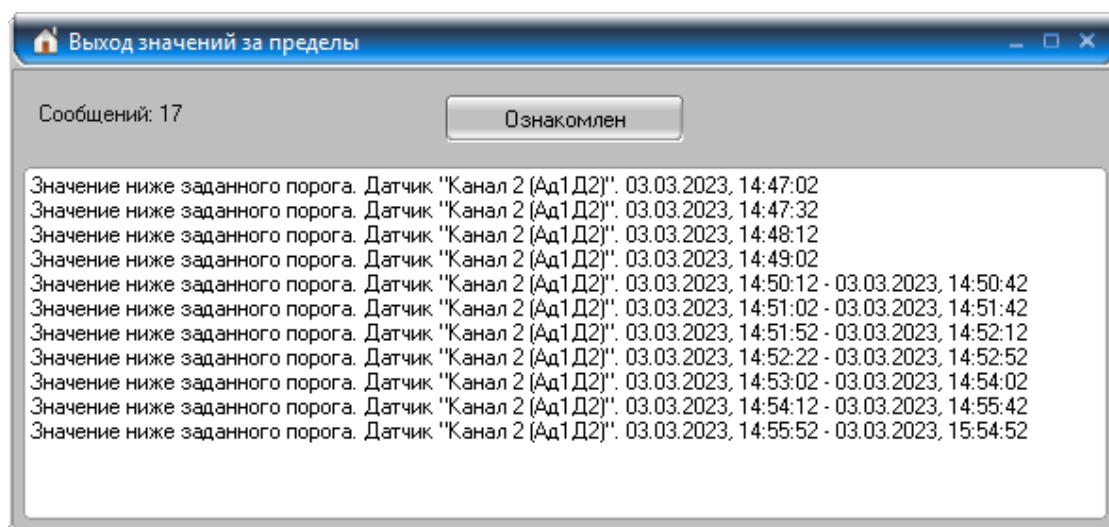 Выход значений за пределы
Сообщений: 17
Ознакомлен
Значение ниже заданного порога. Датчик "Канал 2 (Ад1Д2)". 03.03.2023, 14:47:02
Значение ниже заданного порога. Датчик "Канал 2 (Ад1Д2)". 03.03.2023, 14:47:32
Значение ниже заданного порога. Датчик "Канал 2 (Ад1Д2)". 03.03.2023, 14:48:12
Значение ниже заданного порога. Датчик "Канал 2 (Ад1Д2)". 03.03.2023, 14:49:02
Значение ниже заданного порога. Датчик "Канал 2 (Ад1Д2)". 03.03.2023, 14:50:12 - 03.03.2023, 14:50:42
Значение ниже заданного порога. Датчик "Канал 2 (Ад1Д2)". 03.03.2023, 14:51:02 - 03.03.2023, 14:51:42
Значение ниже заданного порога. Датчик "Канал 2 (Ад1Д2)". 03.03.2023, 14:51:52 - 03.03.2023, 14:52:12
Значение ниже заданного порога. Датчик "Канал 2 (Ад1Д2)". 03.03.2023, 14:52:22 - 03.03.2023, 14:52:52
Значение ниже заданного порога. Датчик "Канал 2 (Ад1Д2)". 03.03.2023, 14:53:02 - 03.03.2023, 14:54:02
Значение ниже заданного порога. Датчик "Канал 2 (Ад1Д2)". 03.03.2023, 14:54:12 - 03.03.2023, 14:55:42
Значение ниже заданного порога. Датчик "Канал 2 (Ад1Д2)". 03.03.2023, 14:55:52 - 03.03.2023, 15:54:52